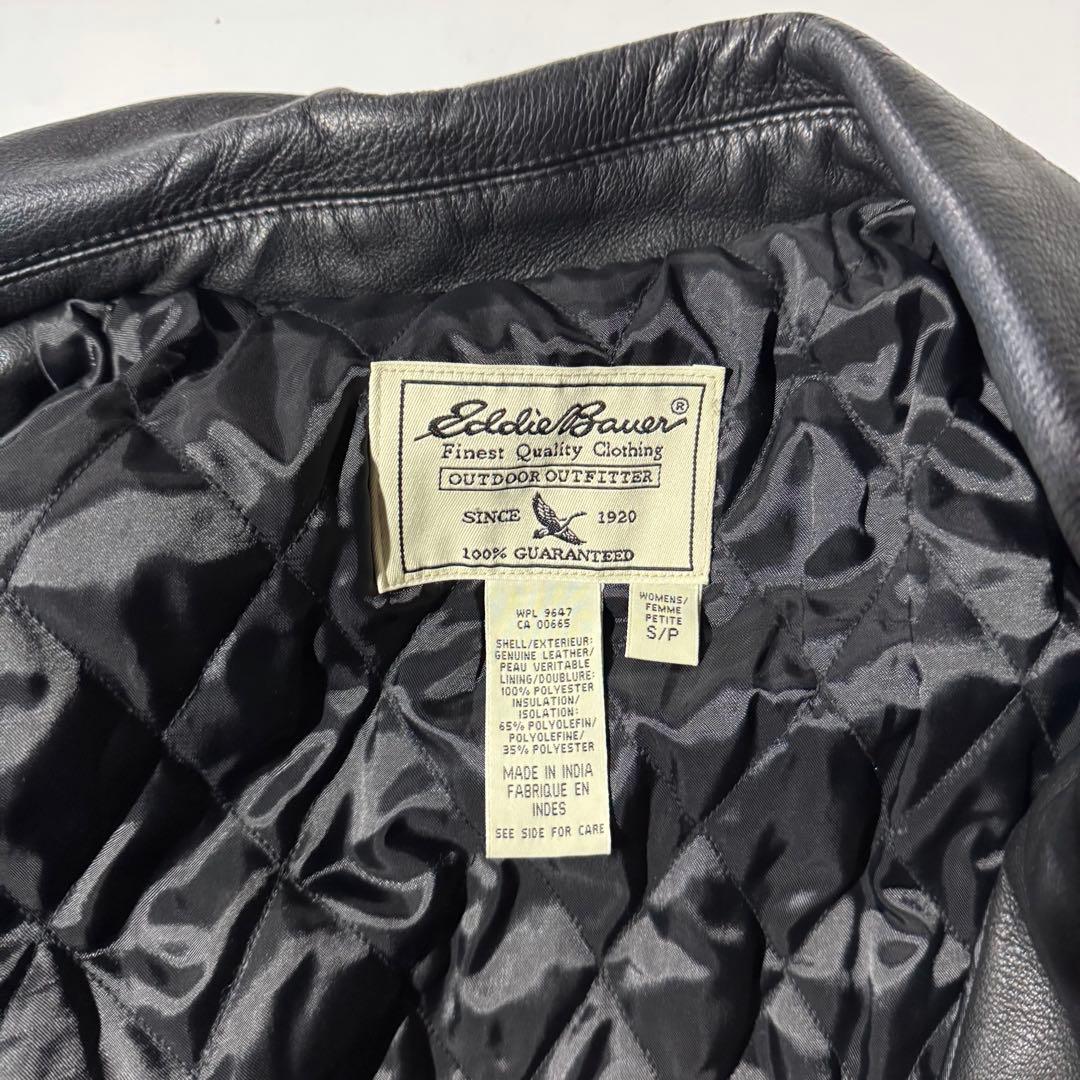 Eddie Bauer®
Finest Quality Clothing
OUTDOOR OUTFITTER
SINCE 1920
100% GUARANTEED
WPL 9647
CA 00665
SHELL/EXTERIEUR:
GENUINE LEATHER/
PEAU VERITABLE
LINING/DOUBLURE:
100% POLYESTER
INSULATION/
ISOLATION:
65% POLYOLEFIN/
POLYOLEFINE/
35% POLYESTER
MADE IN INDIA
FABRIQUE EN
INDES
SEE SIDE FOR CARE
WOMENS/
FEMME
PETITE
S/P